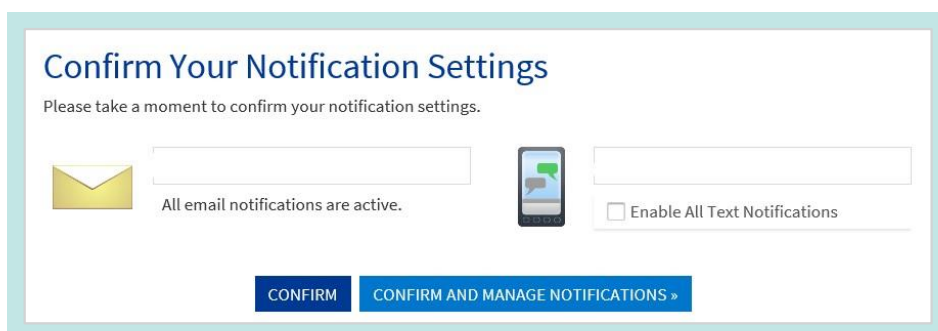 Confirm Your Notification Settings
Please take a moment to confirm your notification settings.
All email notifications are active.
Enable All Text Notifications
CONFIRM
CONFIRM AND MANAGE NOTIFICATIONS »